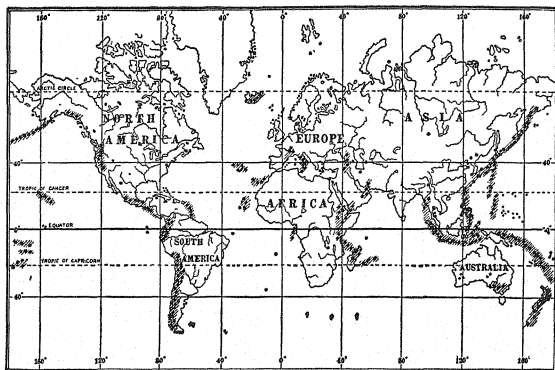 160° 120° 80° 40° 0° 40° 80° 120° 160°
ARCTIC CIRCLE
NORTH AMERICA
EUROPE
ASIA
40° 40°
TROPIC OF CANCER
AFRICA
EQUATOR
SOUTH AMERICA
TROPIC OF CAPRICORN
AUSTRALIA
40° 40°
160° 120° 80° 40° 0° 40° 80° 120° 160°